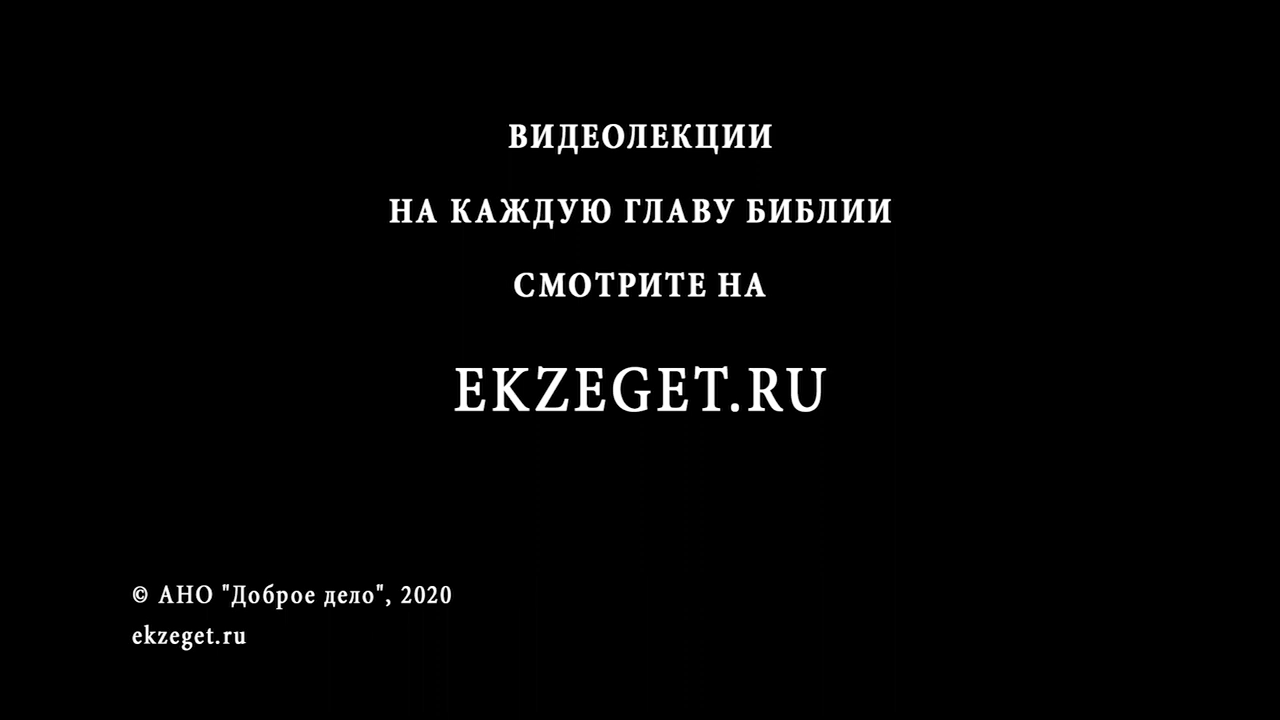 ВИДЕОЛЕКЦИИ
НА КАЖДУЮ ГЛАВУ БИБЛИИ
СМОТРИТЕ НА
EKZEGET.RU
© АНО "Доброе дело", 2020
ekzeget.ru